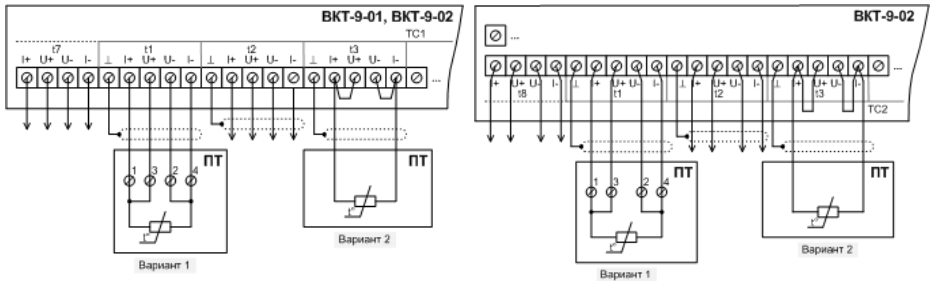 ВКТ-9-01, ВКТ-9-02
ТС1
t7 t1 t2 t3
I+ U+ U- I- ⊥ I+ U+ U- I- ⊥ I+ U+ U- I- ⊥ I+ U+ U- I- ...
ПТ
1 3 2 4
t°
Вариант 1
ПТ
t°
Вариант 2
ВКТ-9-02
...
I+ U+ U- I- ⊥ I+ U+ U- I- ⊥ I+ U+ U- I- ⊥ I+ U+ U- I- ...
t8 t1 t2 t3
ТС2
ПТ
1 3 2 4
t°
Вариант 1
ПТ
t°
Вариант 2